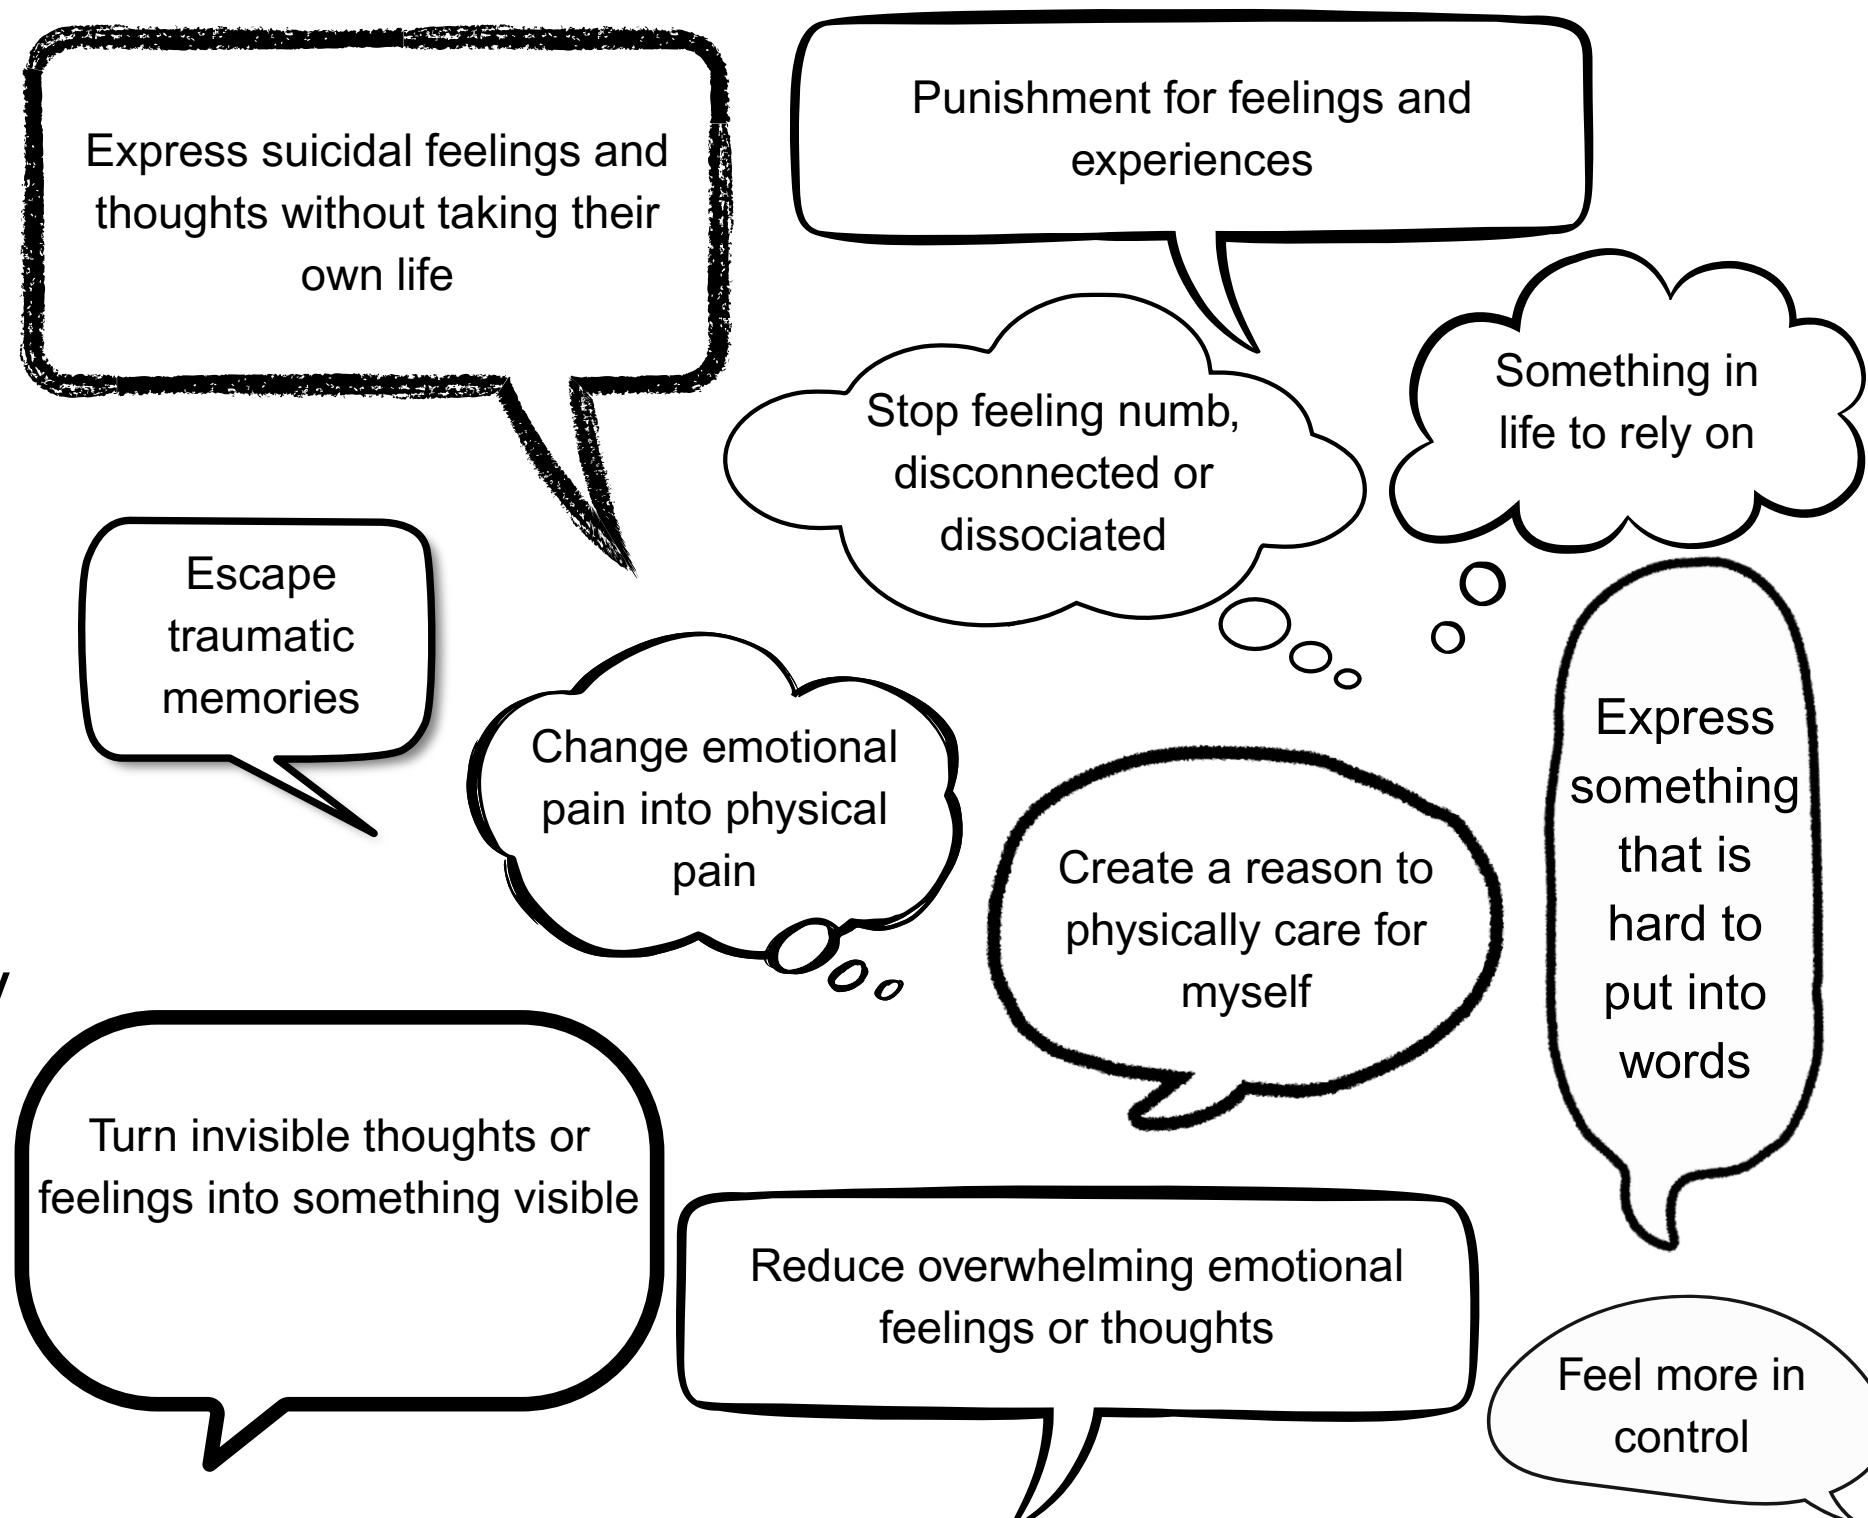 Express suicidal feelings and
thoughts without taking their
own life
Punishment for feelings and
experiences
Stop feeling numb,
disconnected or
dissociated
Something in
life to rely on
Escape
traumatic
memories
Change emotional
pain into physical
pain
Create a reason to
physically care for
myself
Express
something
that is
hard to
put into
words
Turn invisible thoughts or
feelings into something visible
Reduce overwhelming emotional
feelings or thoughts
Feel more in
control